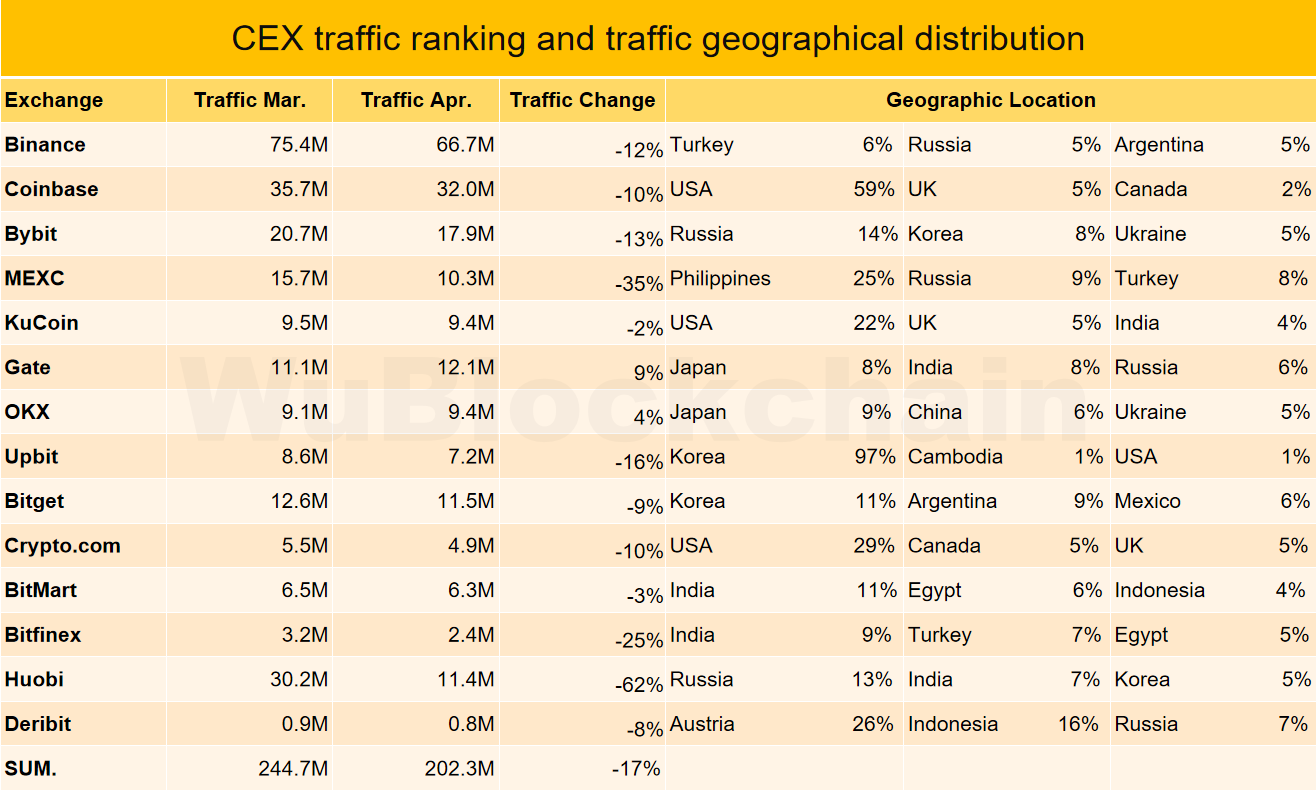 CEX traffic ranking and traffic geographical distribution
Exchange Traffic Mar. Traffic Apr. Traffic Change Geographic Location
Binance 75.4M 66.7M -12% Turkey 6% Russia 5% Argentina 5%
Coinbase 35.7M 32.0M -10% USA 59% UK 5% Canada 2%
Bybit 20.7M 17.9M -13% Russia 14% Korea 8% Ukraine 5%
MEXC 15.7M 10.3M -35% Philippines 25% Russia 9% Turkey 8%
KuCoin 9.5M 9.4M -2% USA 22% UK 5% India 4%
Gate 11.1M 12.1M 9% Japan 8% India 8% Russia 6%
WuBlockchain
OKX 9.1M 9.4M 4% Japan 9% China 6% Ukraine 5%
Upbit 8.6M 7.2M -16% Korea 97% Cambodia 1% USA 1%
Bitget 12.6M 11.5M -9% Korea 11% Argentina 9% Mexico 6%
Crypto.com 5.5M 4.9M -10% USA 29% Canada 5% UK 5%
BitMart 6.5M 6.3M -3% India 11% Egypt 6% Indonesia 4%
Bitfinex 3.2M 2.4M -25% India 9% Turkey 7% Egypt 5%
Huobi 30.2M 11.4M -62% Russia 13% India 7% Korea 5%
Deribit 0.9M 0.8M -8% Austria 26% Indonesia 16% Russia 7%
SUM. 244.7M 202.3M -17%